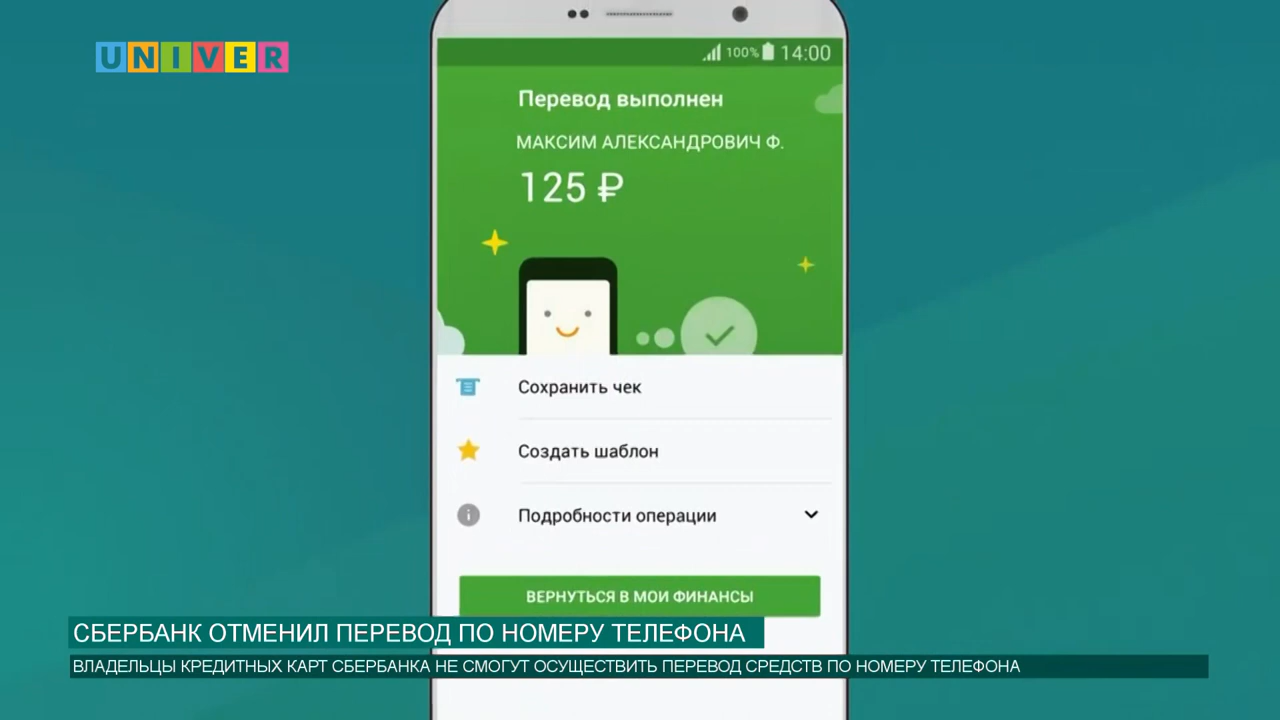 UNIVER
100% 14:00
Перевод выполнен
МАКСИМ АЛЕКСАНДРОВИЧ Ф.
125 ₽
Сохранить чек
Создать шаблон
Подробности операции
ВЕРНУТЬСЯ В МОИ ФИНАНСЫ
СБЕРБАНК ОТМЕНИЛ ПЕРЕВОД ПО НОМЕРУ ТЕЛЕФОНА
ВЛАДЕЛЬЦЫ КРЕДИТНЫХ КАРТ СБЕРБАНКА НЕ СМОГУТ ОСУЩЕСТВИТЬ ПЕРЕВОД СРЕДСТВ ПО НОМЕРУ ТЕЛЕФОНА